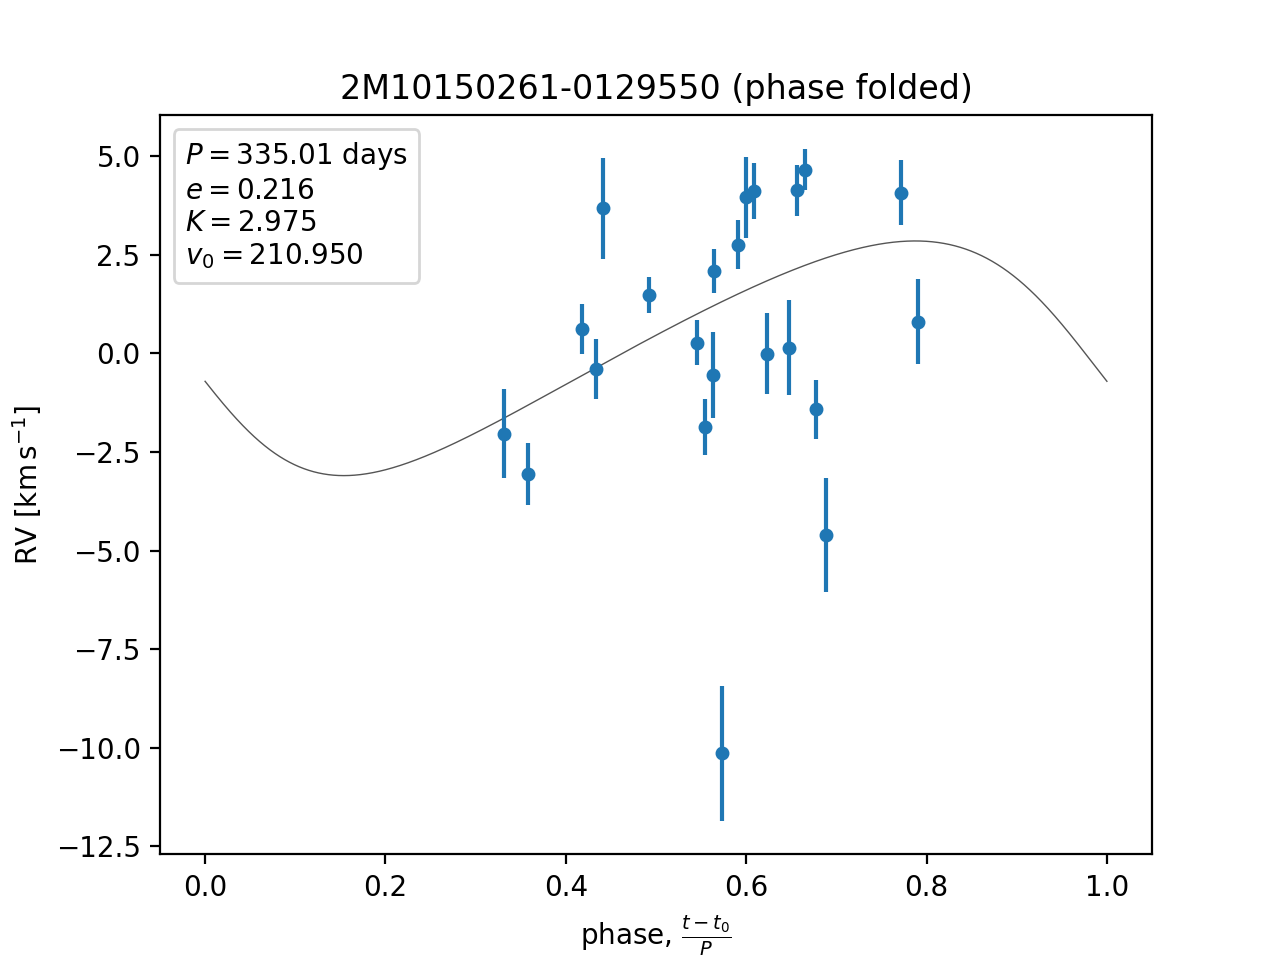 2M10150261-0129550 (phase folded)
P = 335.01 days
e = 0.216
K = 2.975
v₀ = 210.950
5.0
2.5
0.0
−2.5
−5.0
−7.5
−10.0
−12.5
RV [km s⁻¹]
0.0 0.2 0.4 0.6 0.8 1.0
phase, (t − t₀)/P